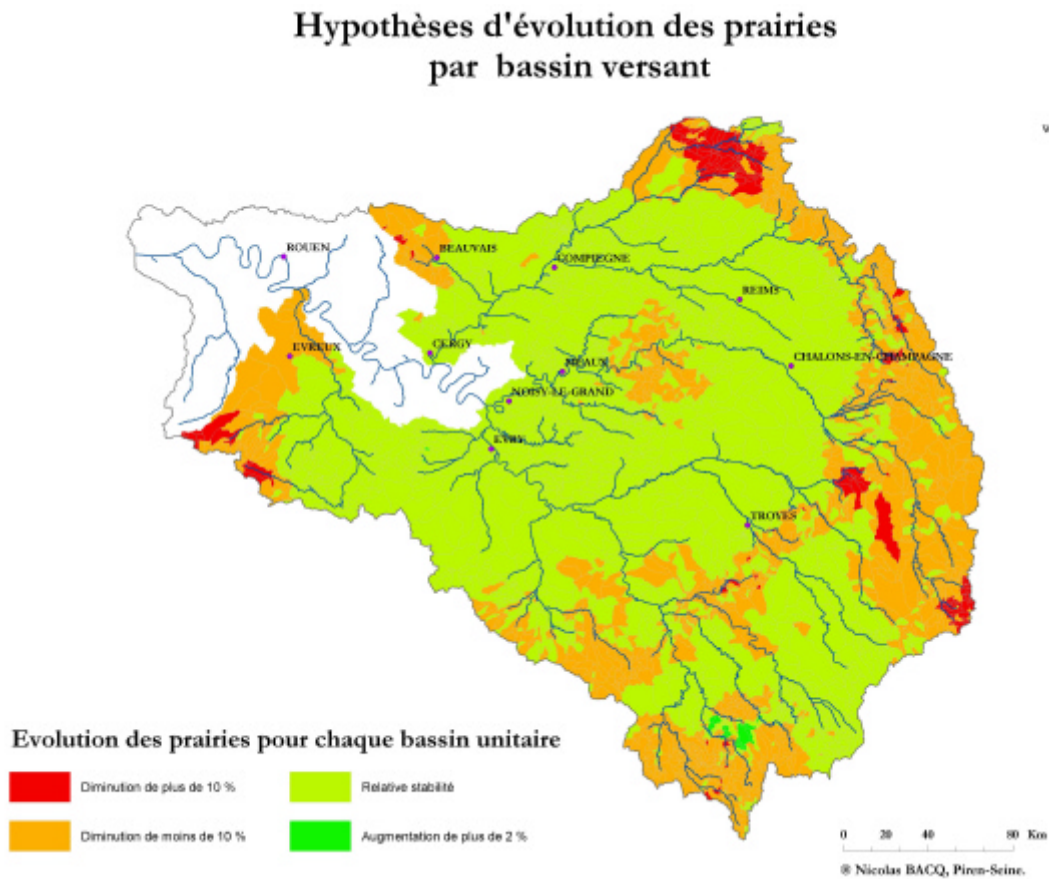 Hypothèses d'évolution des prairies
par bassin versant
ROUEN
BEAUVAIS
COMPIEGNE
REIMS
EVREUX
CERGY
MEAUX
CHALONS-EN-CHAMPAGNE
NOISY-LE-GRAND
EVRY
TROYES
Evolution des prairies pour chaque bassin unitaire
Diminution de plus de 10 %
Relative stabilité
Diminution de moins de 10 %
Augmentation de plus de 2 %
0 20 40 80 Km
® Nicolas BACQ, Piren-Seine.